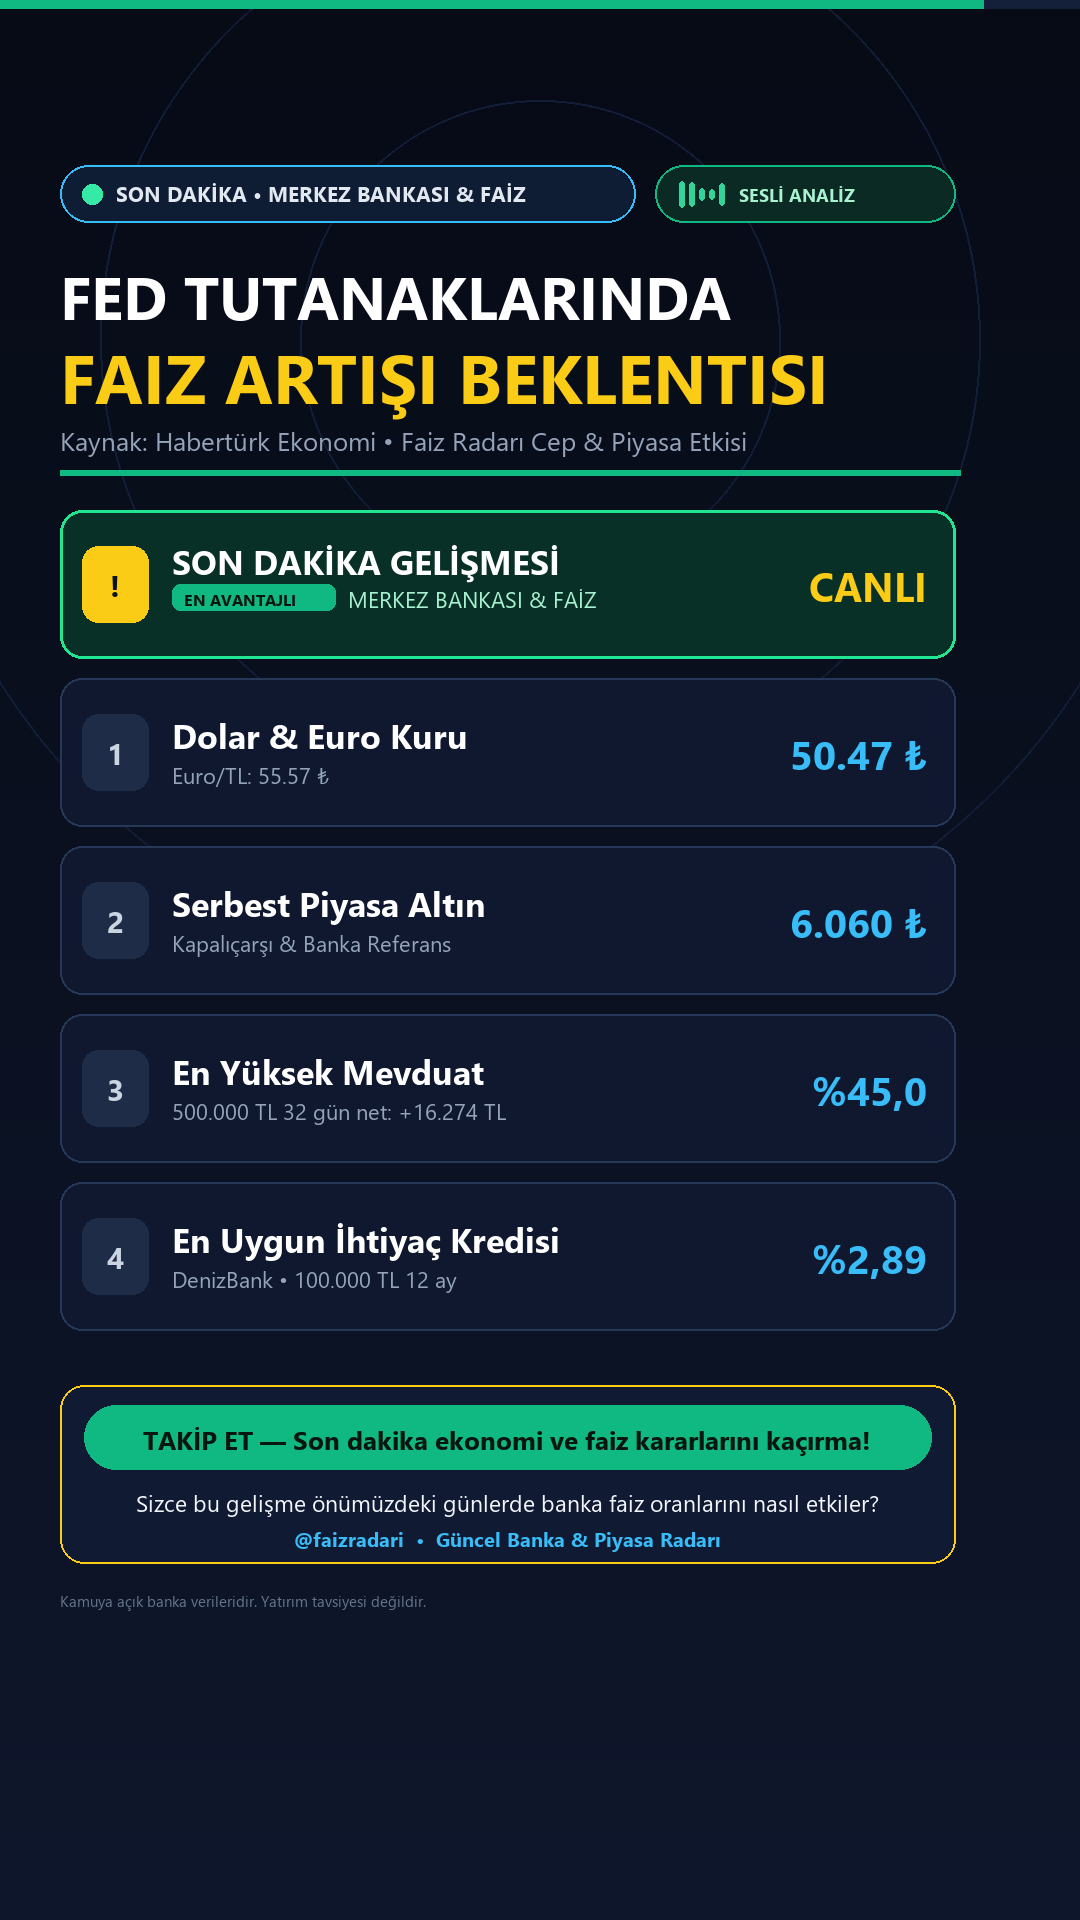 SON DAKİKA • MERKEZ BANKASI & FAİZ
SESLİ ANALİZ
FED TUTANAKLARINDA
FAIZ ARTIŞI BEKLENTISI
Kaynak: Habertürk Ekonomi • Faiz Radarı Cep & Piyasa Etkisi
!
SON DAKİKA GELİŞMESİ
EN AVANTAJLI
MERKEZ BANKASI & FAİZ
CANLI
1
Dolar & Euro Kuru
Euro/TL: 55.57 ₺
50.47 ₺
2
Serbest Piyasa Altın
Kapalıçarşı & Banka Referans
6.060 ₺
3
En Yüksek Mevduat
500.000 TL 32 gün net: +16.274 TL
%45,0
4
En Uygun İhtiyaç Kredisi
DenizBank • 100.000 TL 12 ay
%2,89
TAKİP ET — Son dakika ekonomi ve faiz kararlarını kaçırma!
Sizce bu gelişme önümüzdeki günlerde banka faiz oranlarını nasıl etkiler?
@faizradari • Güncel Banka & Piyasa Radarı
Kamuya açık banka verileridir. Yatırım tavsiyesi değildir.